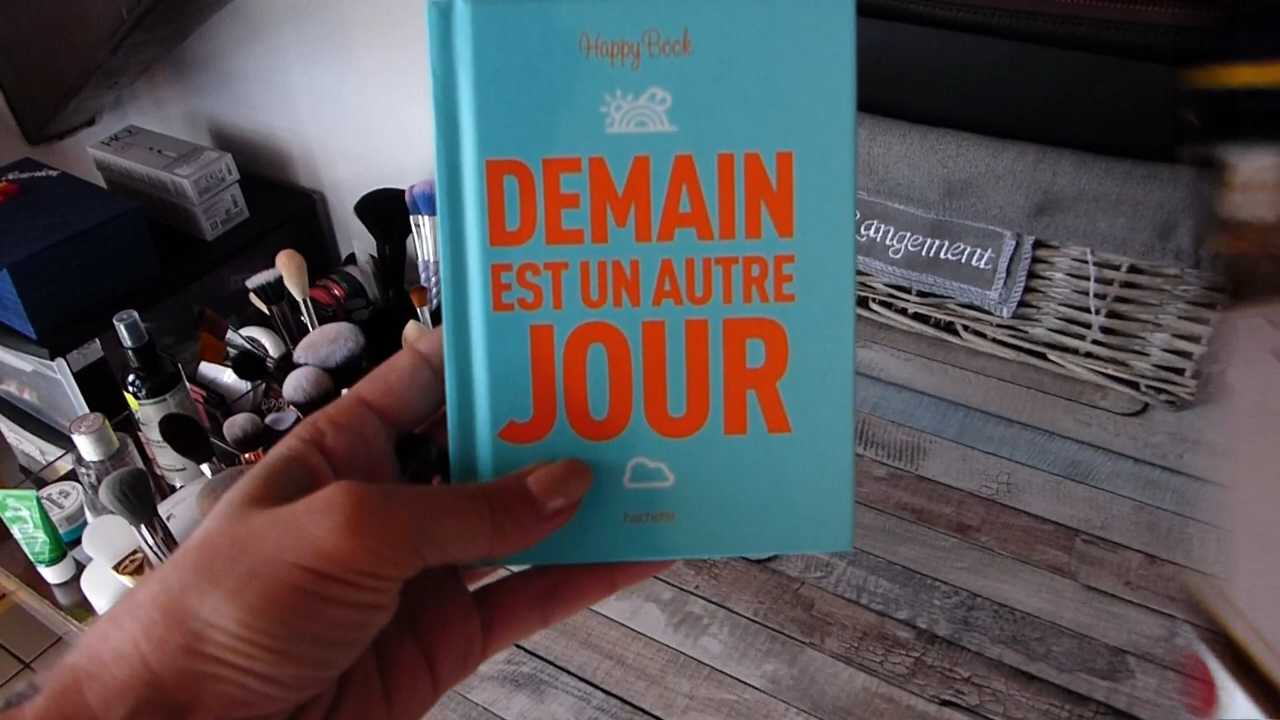 Happy Book
DEMAIN
EST UN AUTRE
JOUR
hachette
Rangement